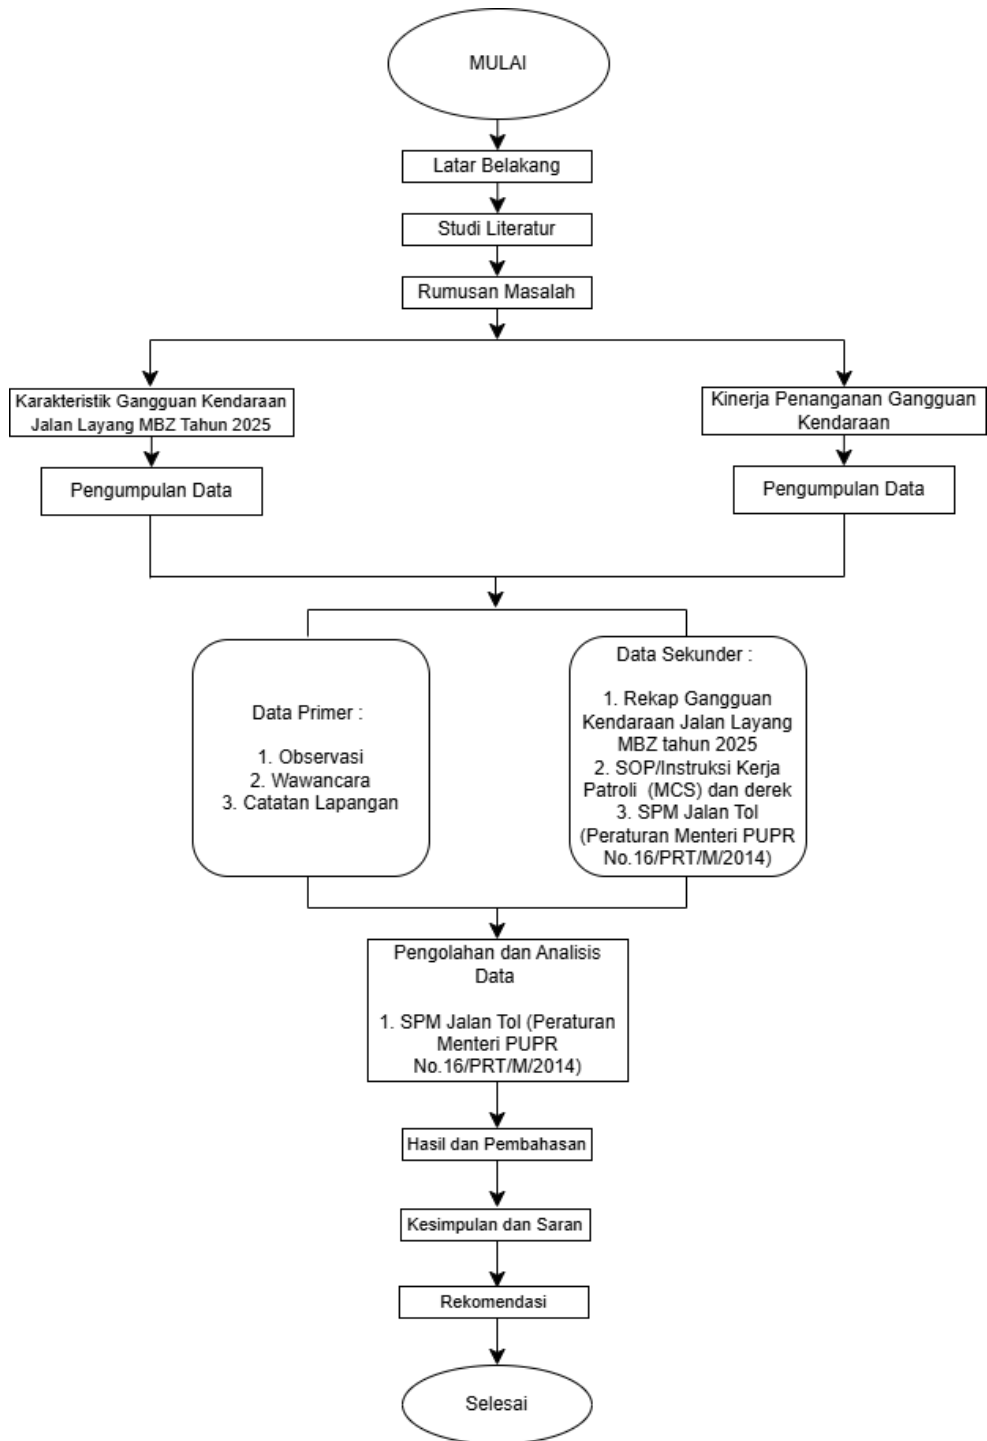 MULAI
Latar Belakang
Studi Literatur
Rumusan Masalah
Karakteristik Gangguan Kendaraan
Jalan Layang MBZ Tahun 2025
Kinerja Penanganan Gangguan
Kendaraan
Pengumpulan Data
Pengumpulan Data
Data Primer :
1. Observasi
2. Wawancara
3. Catatan Lapangan
Data Sekunder :
1. Rekap Gangguan
Kendaraan Jalan Layang
MBZ tahun 2025
2. SOP/Instruksi Kerja
Patroli (MCS) dan derek
3. SPM Jalan Tol
(Peraturan Menteri PUPR
No.16/PRT/M/2014)
Pengolahan dan Analisis
Data
1. SPM Jalan Tol (Peraturan
Menteri PUPR
No.16/PRT/M/2014)
Hasil dan Pembahasan
Kesimpulan dan Saran
Rekomendasi
Selesai